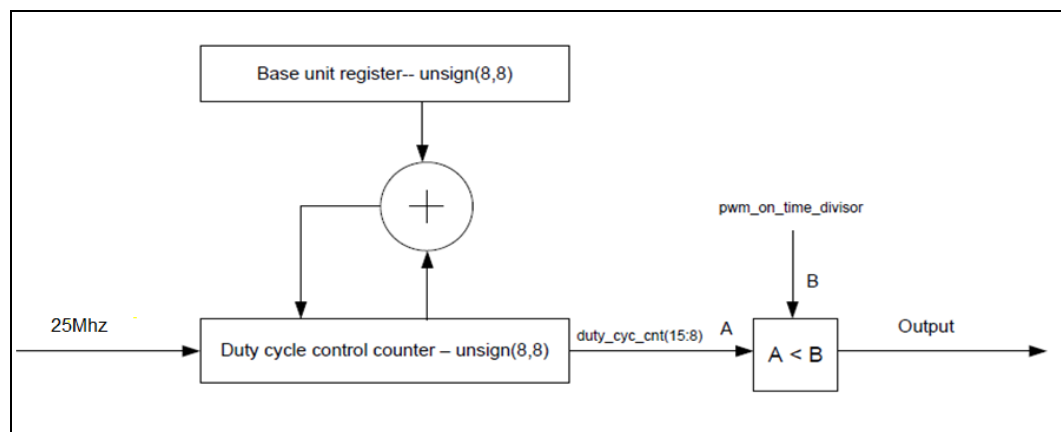 Base unit register-- unsign(8,8)
+
pwm_on_time_divisor
B
25Mhz
Duty cycle control counter – unsign(8,8)
duty_cyc_cnt(15:8)
A
A < B
Output